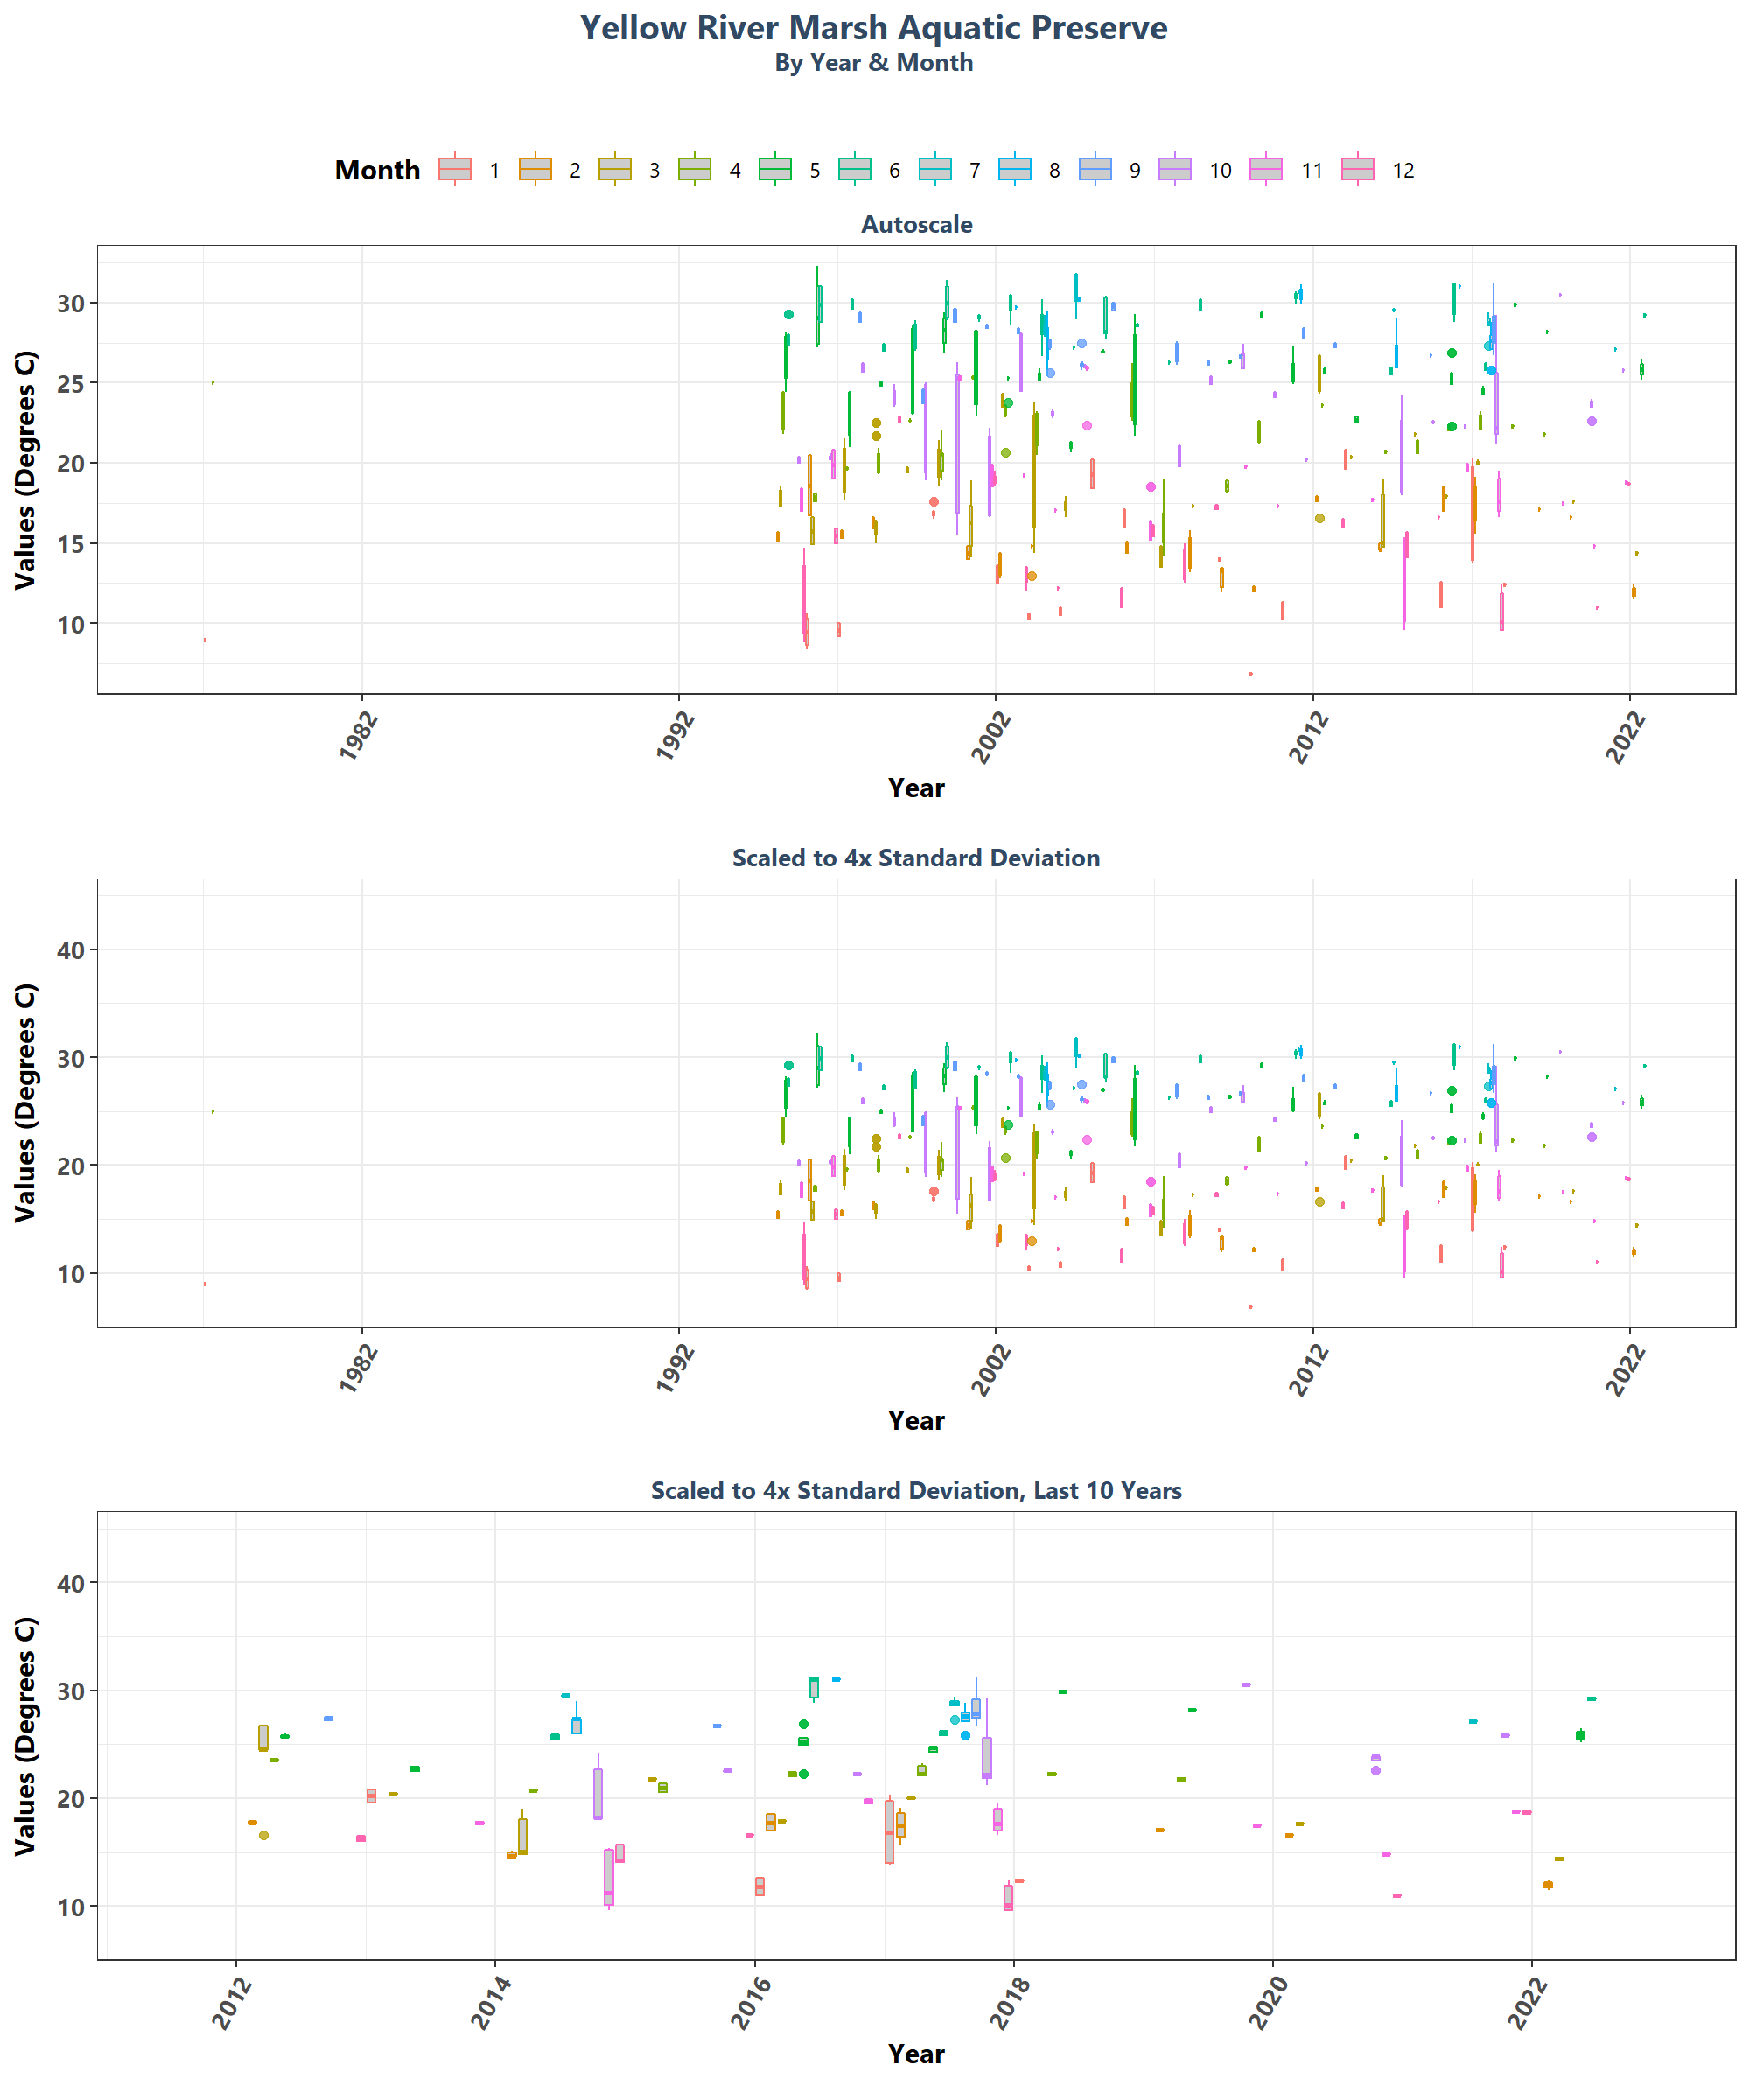 Yellow River Marsh Aquatic Preserve
By Year & Month
Month 1 2 3 4 5 6 7 8 9 10 11 12
Autoscale
Values (Degrees C)
30
25
20
15
10
1982 1992 2002 2012 2022
Year
Scaled to 4x Standard Deviation
Values (Degrees C)
40
30
20
10
1982 1992 2002 2012 2022
Year
Scaled to 4x Standard Deviation, Last 10 Years
Values (Degrees C)
40
30
20
10
2012 2014 2016 2018 2020 2022
Year